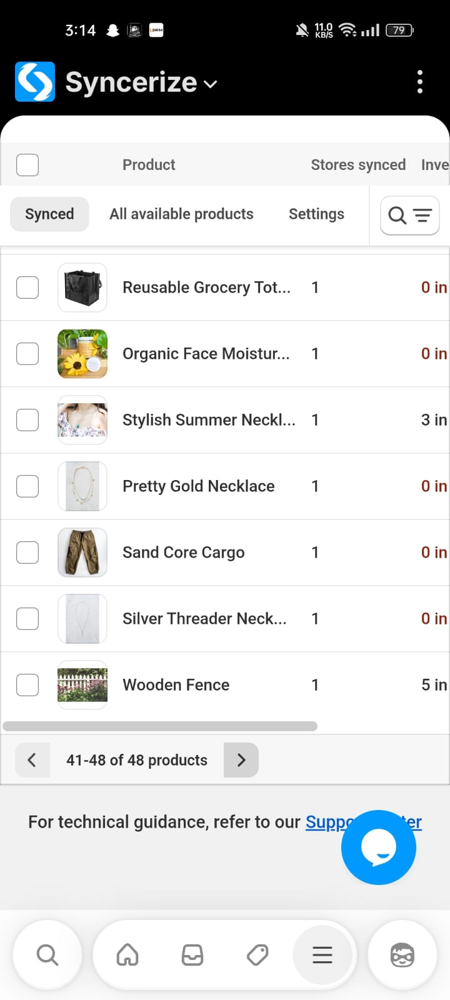 3:14
11.0
KB/S
79
Syncerize
Product Stores synced Inve
Synced All available products Settings
Reusable Grocery Tot... 1 0 in
Organic Face Moistur... 1 0 in
Stylish Summer Neckl... 1 3 in
Pretty Gold Necklace 1 0 in
Sand Core Cargo 1 0 in
Silver Threader Neck... 1 0 in
Wooden Fence 1 5 in
41-48 of 48 products
For technical guidance, refer to our